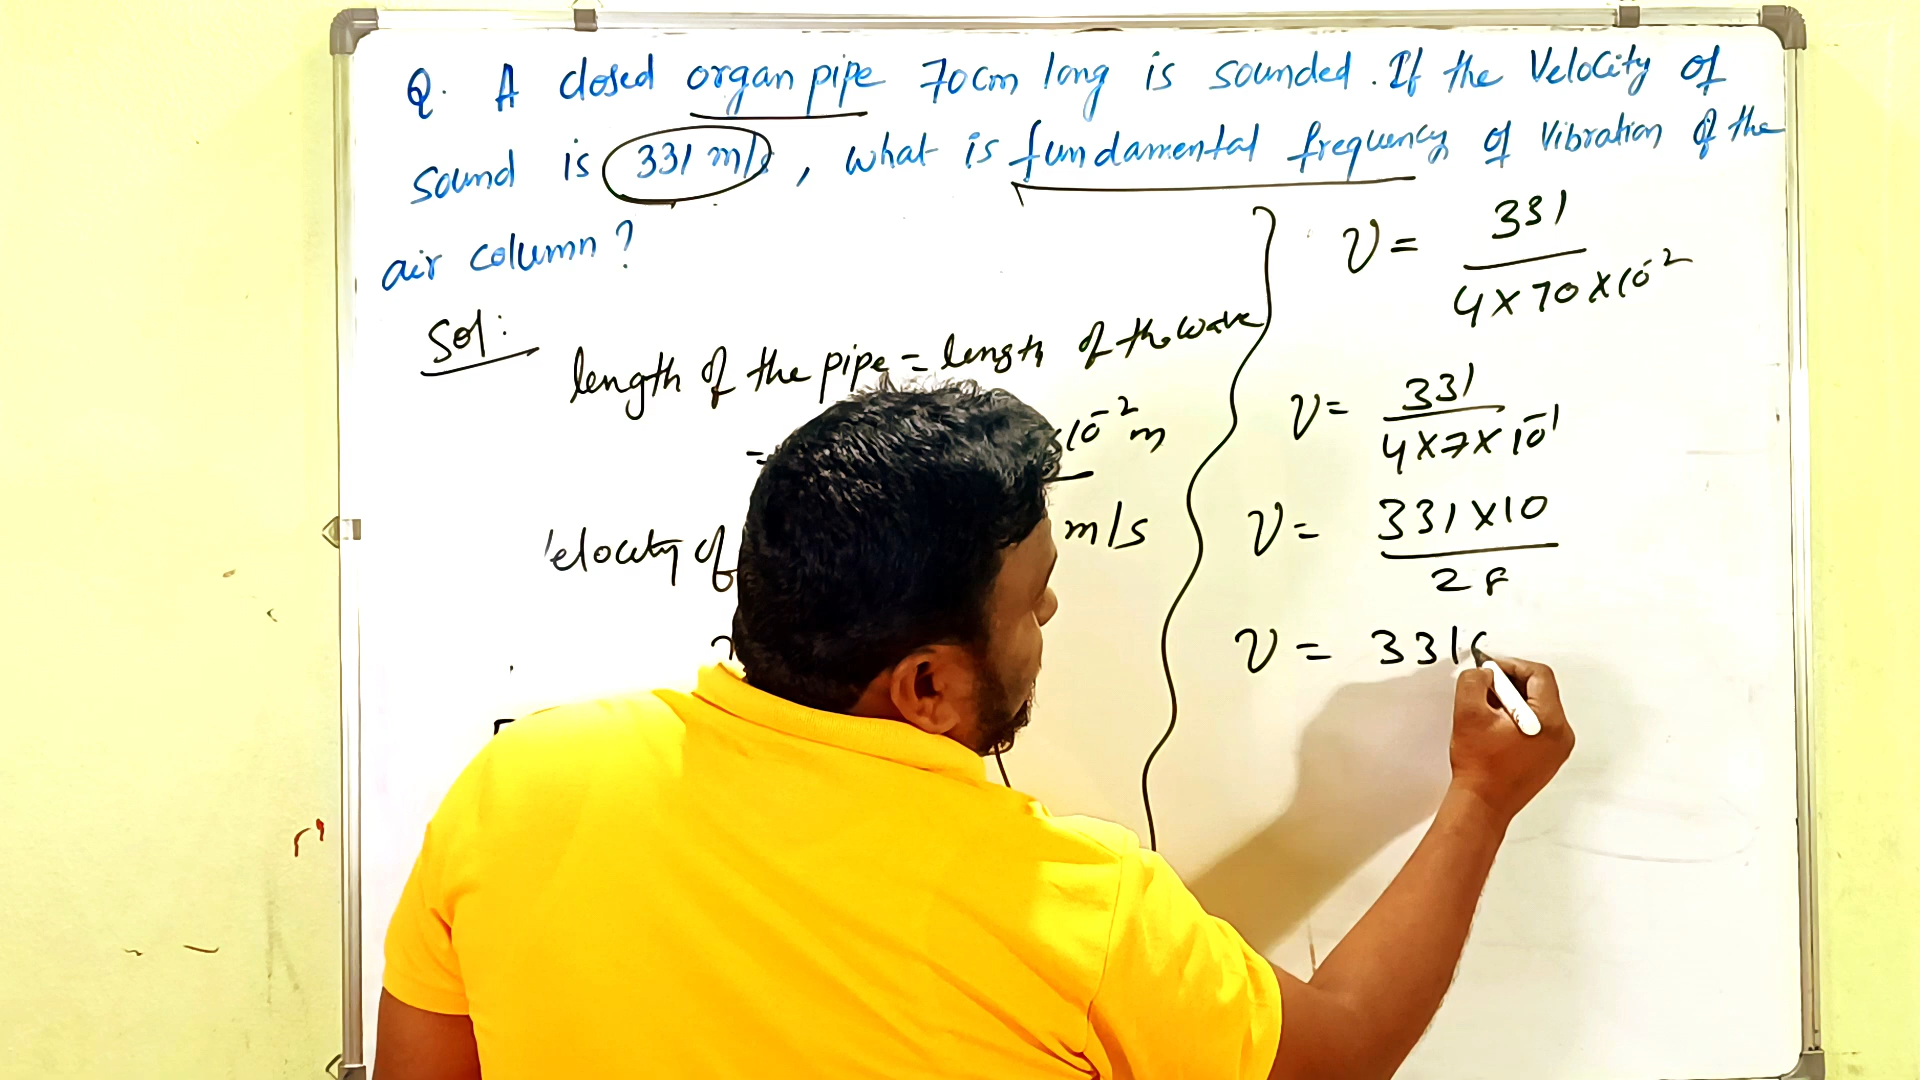 Q. A closed organ pipe 70cm long is sounded. If the Velocity of
sound is 331 m/s, what is fundamental frequency of vibration of the
air column?
Sol:
length of the pipe = length of the wave
= 10⁻² m
elocity of m/s
ν = 331 / 4 × 70 × 10⁻²
ν = 331 / 4 × 7 × 10⁻¹
ν = 331 × 10 / 28
ν = 331